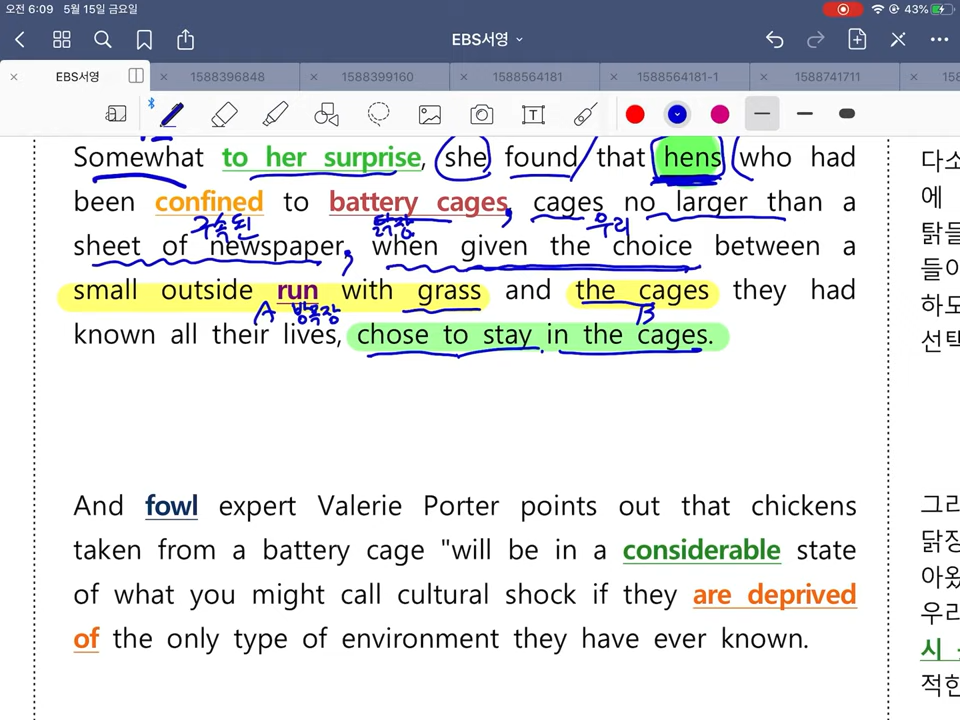 오전 6:09 5월 15일 금요일 43%
EBS서영
EBS서영 1588396848 1588399160 1588564181 1588564181-1 1588741711 158
Somewhat to her surprise, she found that hens who had
다소
been confined to battery cages, cages no larger than a
에
구속된 닭장 우리
탉들
sheet of newspaper, when given the choice between a
들이
small outside run with grass and the cages they had
하도
A 방목장 B
known all their lives, chose to stay in the cages.
선택
And fowl expert Valerie Porter points out that chickens
그리
taken from a battery cage "will be in a considerable state
닭장
of what you might call cultural shock if they are deprived
아왔
우리
of the only type of environment they have ever known.
시
적한